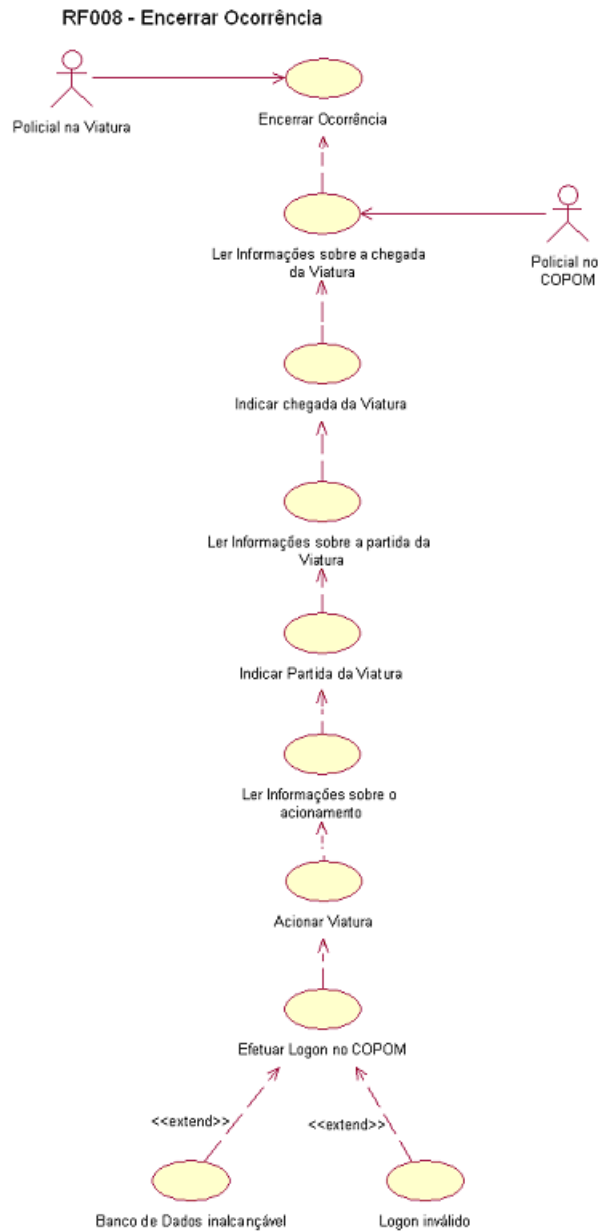 RF008 - Encerrar Ocorrência
Policial na Viatura
Encerrar Ocorrência
Ler Informações sobre a chegada
da Viatura
Policial no
COPOM
Indicar chegada da Viatura
Ler Informações sobre a partida da
Viatura
Indicar Partida da Viatura
Ler Informações sobre o
acionamento
Acionar Viatura
Efetuar Logon no COPOM
<<extend>>
<<extend>>
Banco de Dados inalcançável
Logon inválido